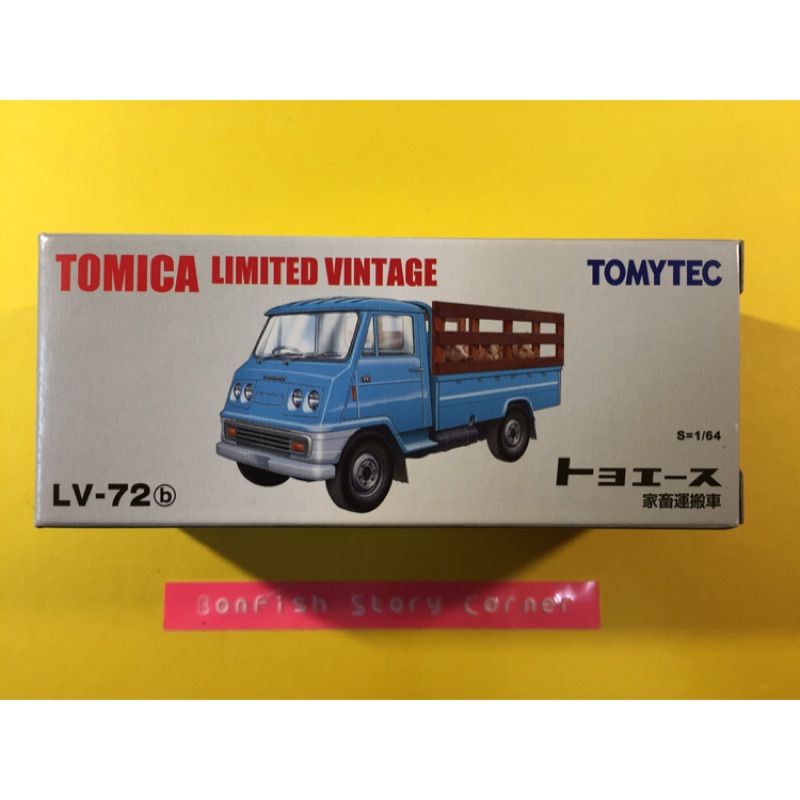 TOMICA LIMITED VINTAGE
TOMYTEC
S=1/64
LV-72ⓑ
トヨエース
家畜運搬車
BonFish Story Corner